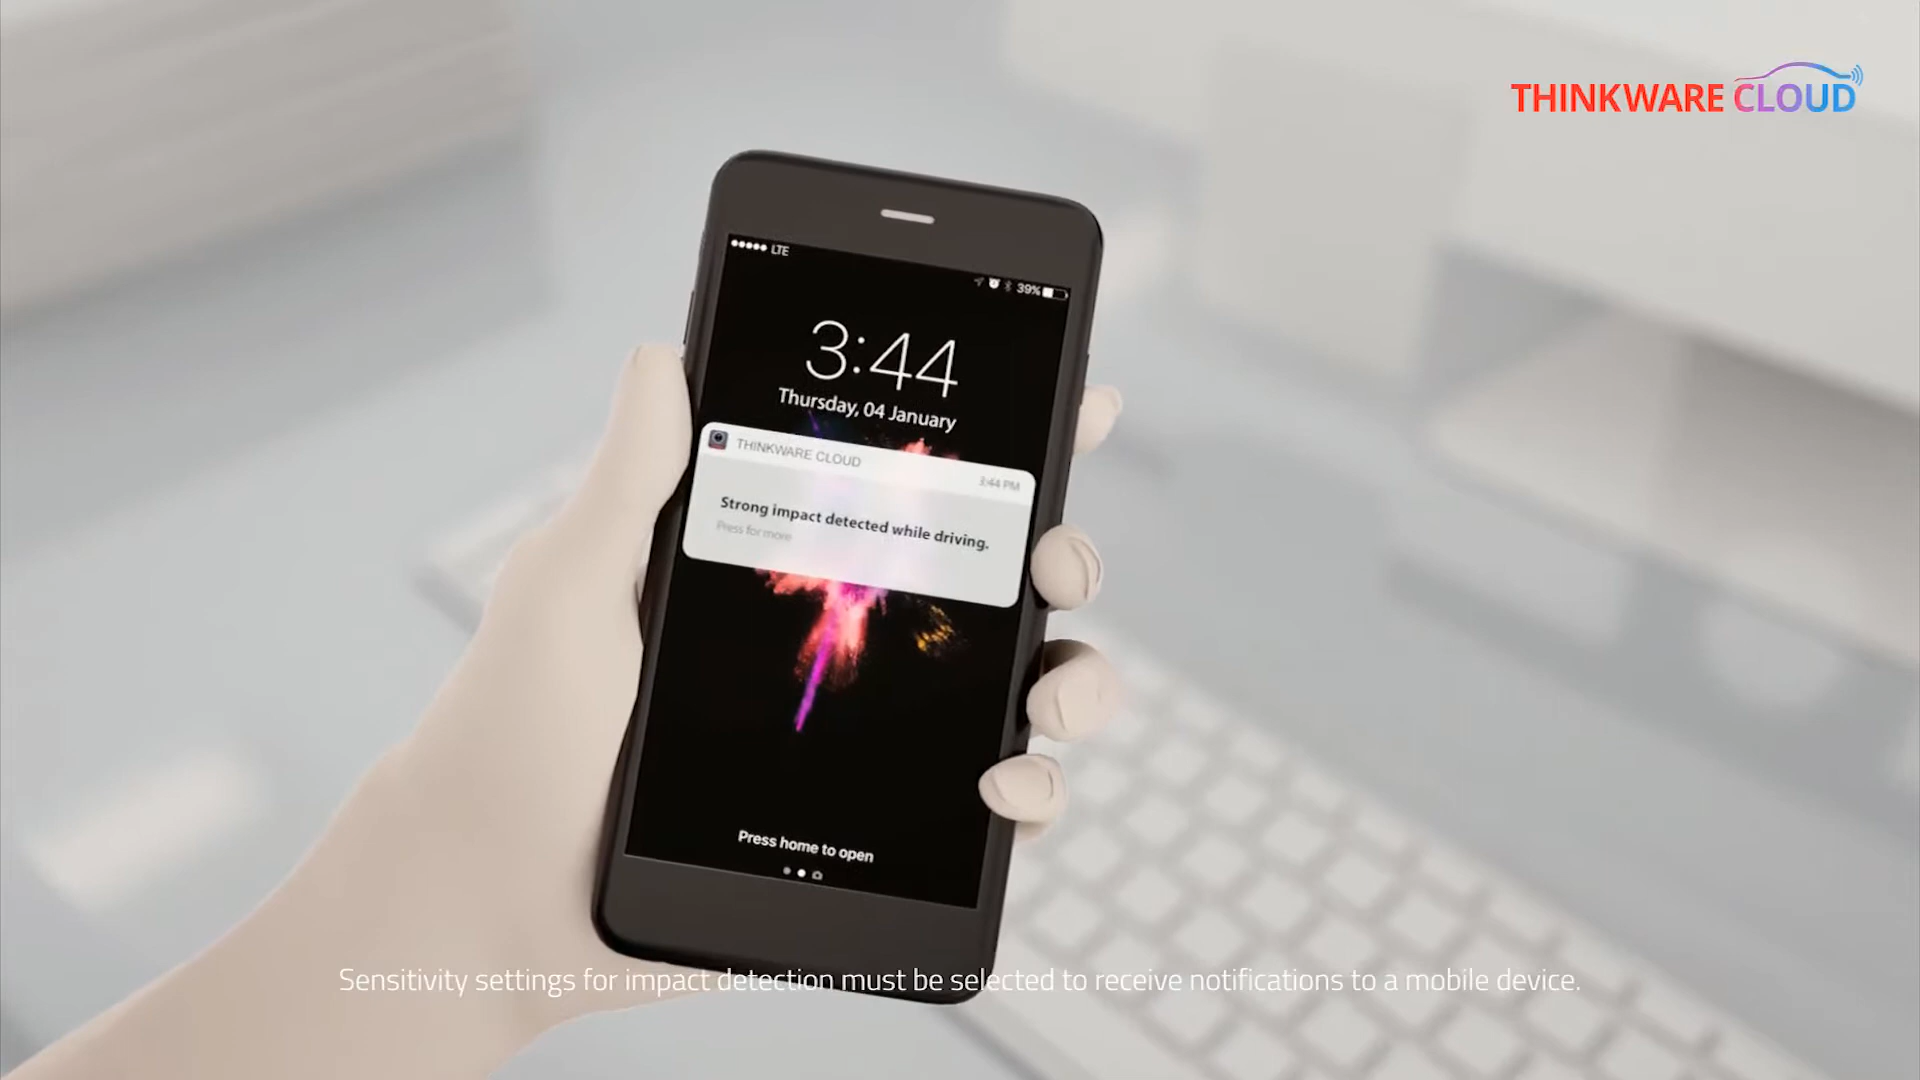 THINKWARE CLOUD
LTE
39%
3:44
Thursday, 04 January
THINKWARE CLOUD
3:44 PM
Strong impact detected while driving.
Press for more
Press home to open
Sensitivity settings for impact detection must be selected to receive notifications to a mobile device.